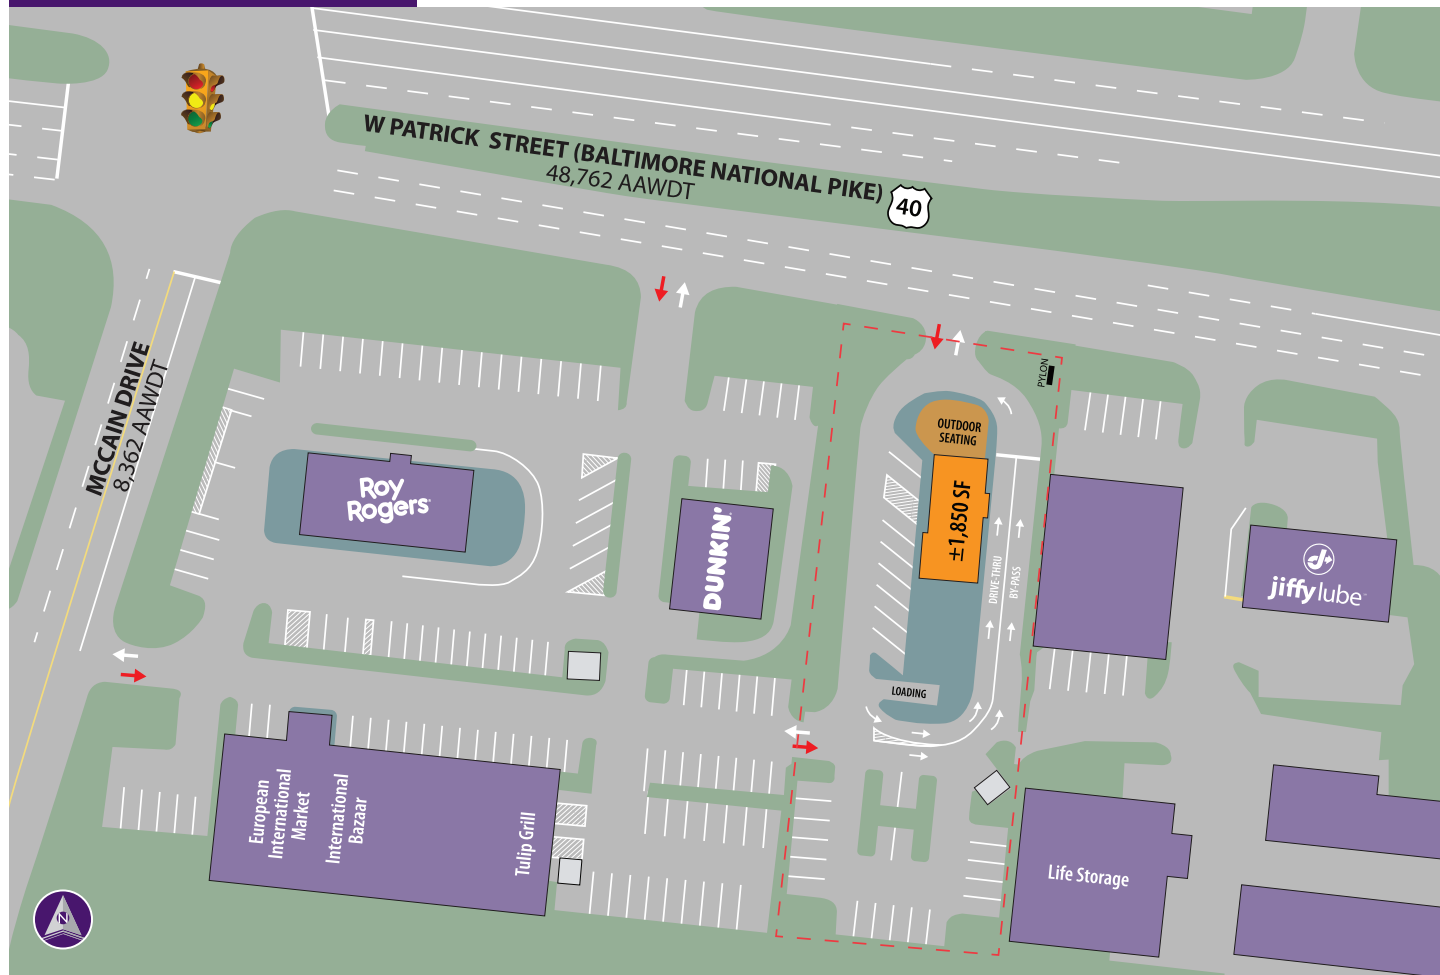 W PATRICK STREET (BALTIMORE NATIONAL PIKE)
48,762 AAWDT
40
MCCAIN DRIVE
8,362 AAWDT
PYLON
OUTDOOR
SEATING
±1,850 SF
DRIVE-THRU
BY-PASS
LOADING
Roy
Rogers
DUNKIN'
jiffy lube
European
International
Market
International
Bazaar
Tulip Grill
Life Storage
N